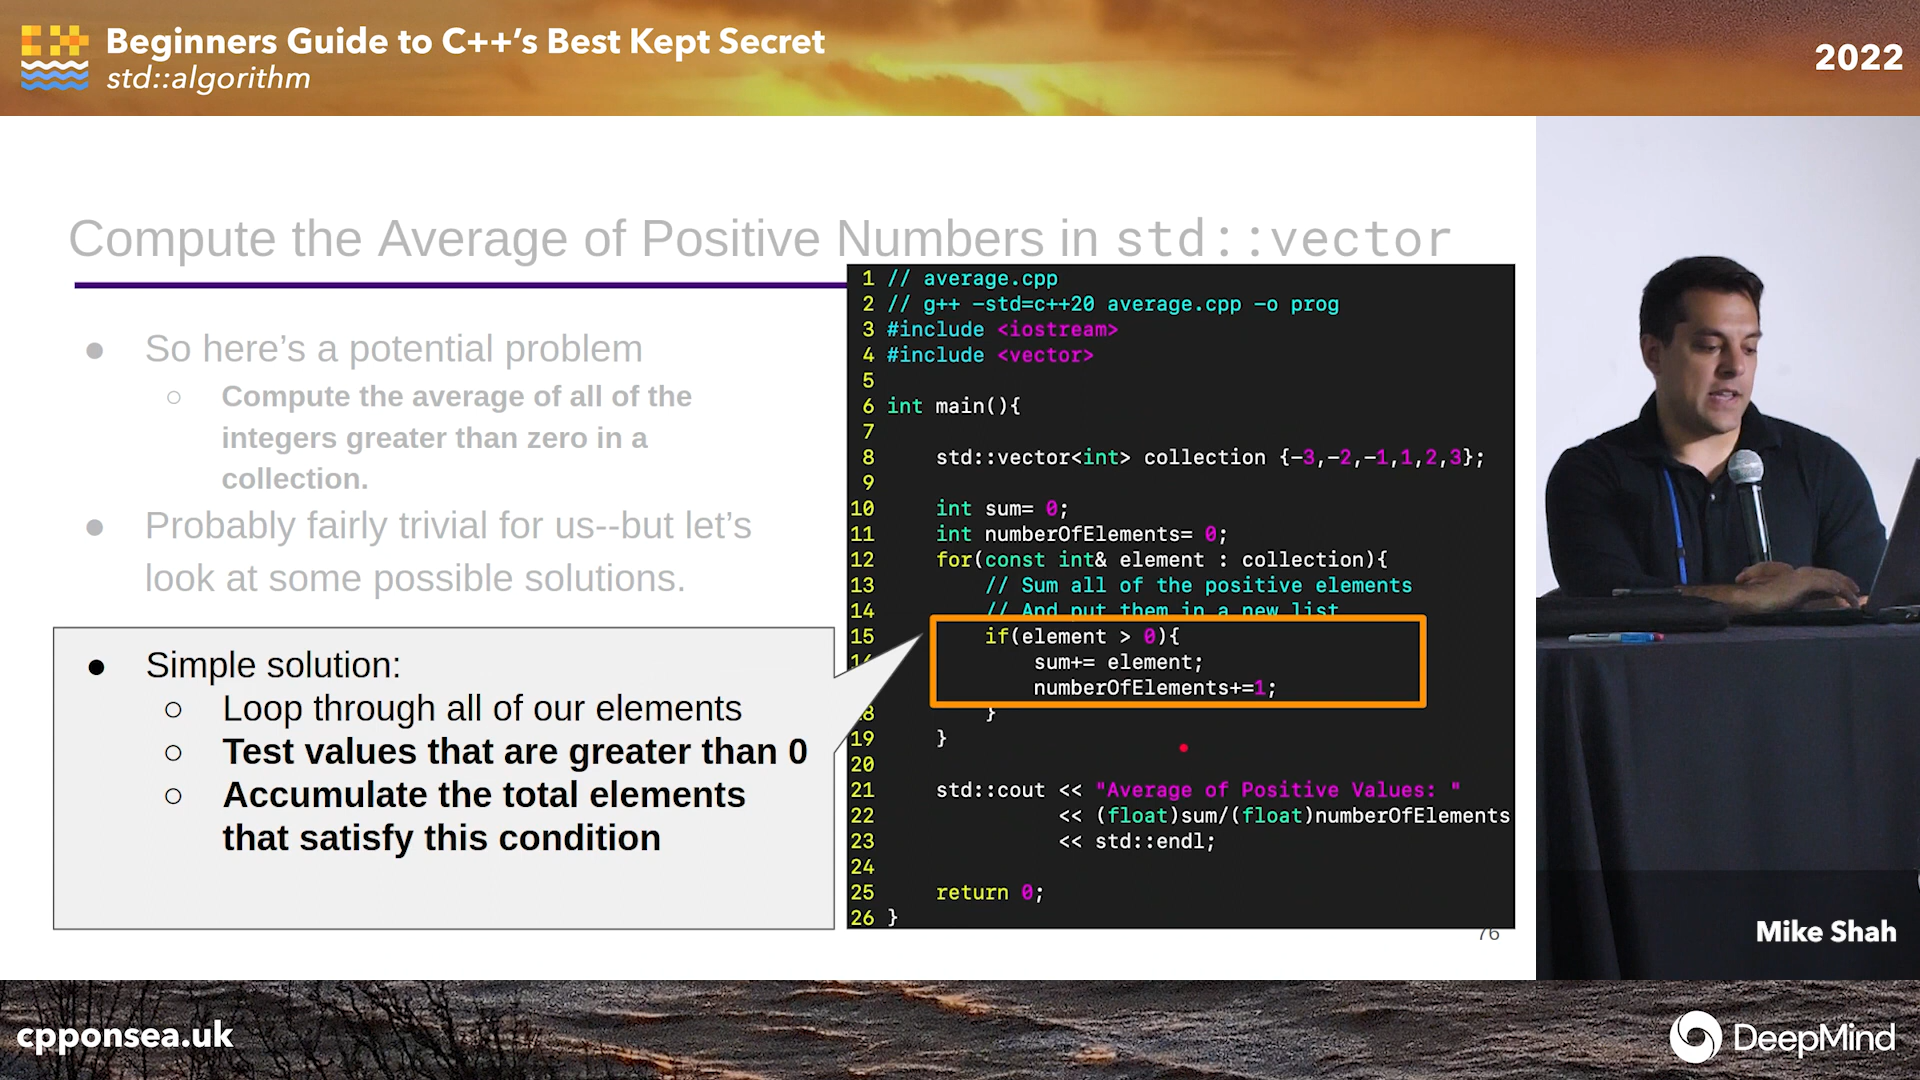 Beginners Guide to C++’s Best Kept Secret
std::algorithm
2022
Compute the Average of Positive Numbers in std::vector
● So here’s a potential problem
○ Compute the average of all of the
integers greater than zero in a
collection.
● Probably fairly trivial for us--but let’s
look at some possible solutions.
● Simple solution:
○ Loop through all of our elements
○ Test values that are greater than 0
○ Accumulate the total elements
that satisfy this condition
1 // average.cpp
2 // g++ -std=c++20 average.cpp -o prog
3 #include <iostream>
4 #include <vector>
5
6 int main(){
7
8     std::vector<int> collection {-3,-2,-1,1,2,3};
9
10     int sum= 0;
11     int numberOfElements= 0;
12     for(const int& element : collection){
13         // Sum all of the positive elements
14         // And put them in a new list
15         if(element > 0){
16             sum+= element;
            numberOfElements+=1;
18         }
19     }
20
21     std::cout << "Average of Positive Values: "
22               << (float)sum/(float)numberOfElements
23               << std::endl;
24
25     return 0;
26 }
76
Mike Shah
cpponsea.uk
DeepMind